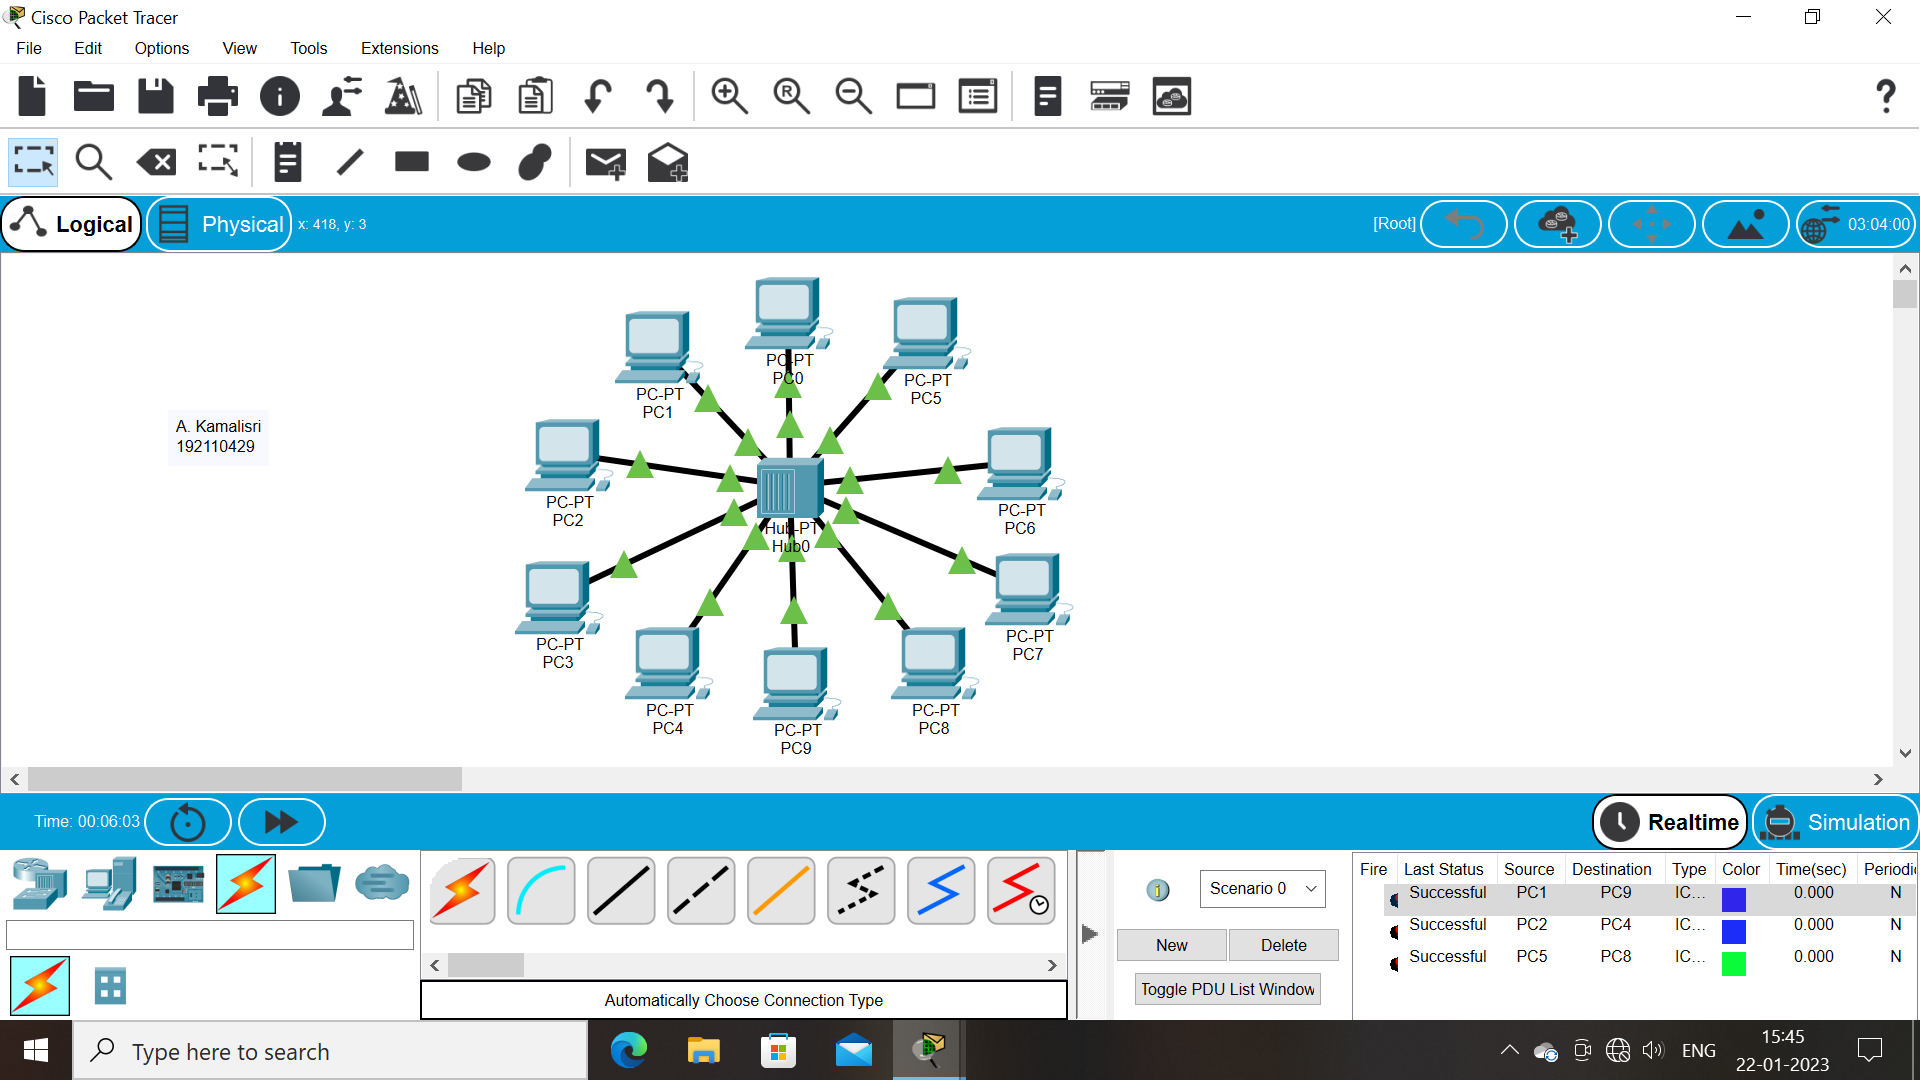 Cisco Packet Tracer
File Edit Options View Tools Extensions Help
Logical Physical x: 418, y: 3 [Root] 03:04:00
A. Kamalisri
192110429
PC-PT
PC0
PC-PT
PC1
PC-PT
PC5
PC-PT
PC2
PC-PT
PC6
Hub-PT
Hub0
PC-PT
PC3
PC-PT
PC7
PC-PT
PC4
PC-PT
PC8
PC-PT
PC9
Time: 00:06:03 Realtime Simulation
Scenario 0
New Delete
Toggle PDU List Window
Automatically Choose Connection Type
Fire Last Status Source Destination Type Color Time(sec) Periodic
Successful PC1 PC9 IC... 0.000 N
Successful PC2 PC4 IC... 0.000 N
Successful PC5 PC8 IC... 0.000 N
Type here to search
ENG
15:45
22-01-2023